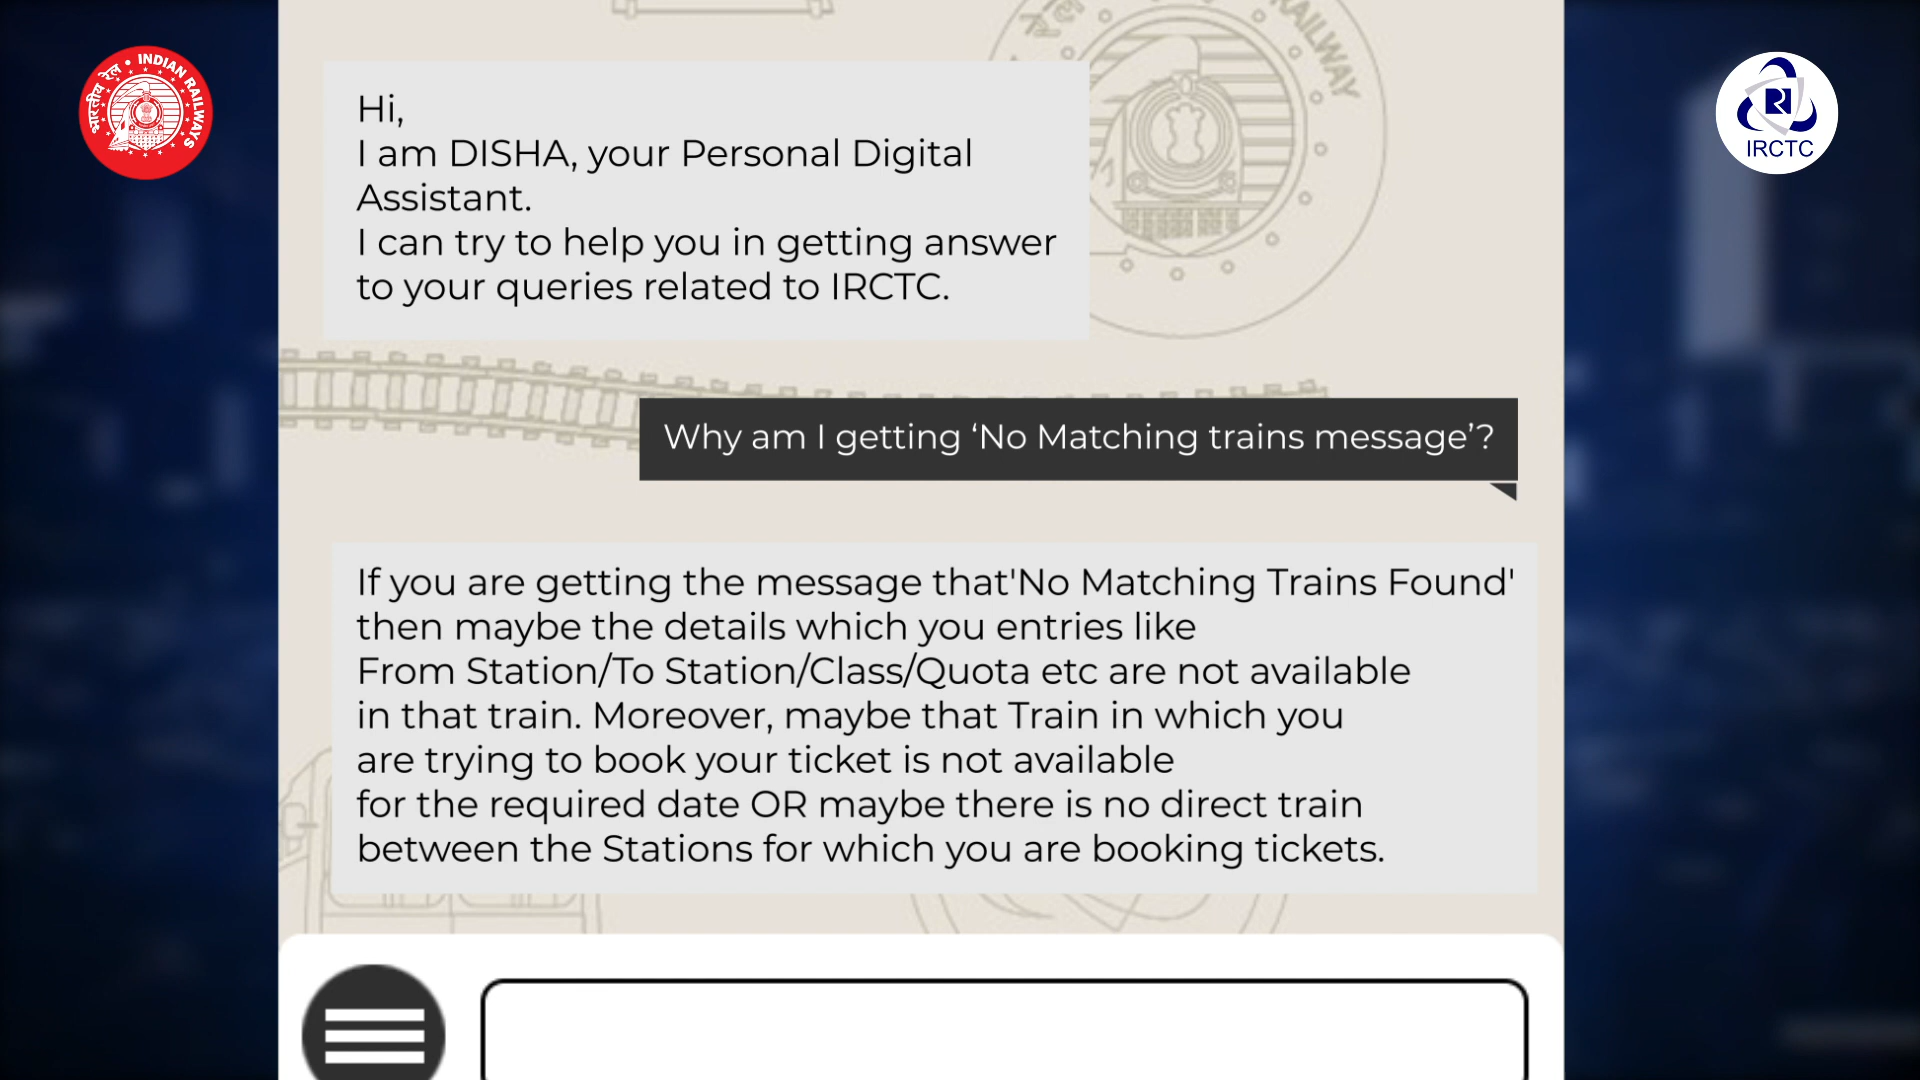 भारतीय रेल • INDIAN RAILWAYS
IRCTC
RAILWAY
Hi,
I am DISHA, your Personal Digital
Assistant.
I can try to help you in getting answer
to your queries related to IRCTC.
Why am I getting ‘No Matching trains message’?
If you are getting the message that'No Matching Trains Found'
then maybe the details which you entries like
From Station/To Station/Class/Quota etc are not available
in that train. Moreover, maybe that Train in which you
are trying to book your ticket is not available
for the required date OR maybe there is no direct train
between the Stations for which you are booking tickets.